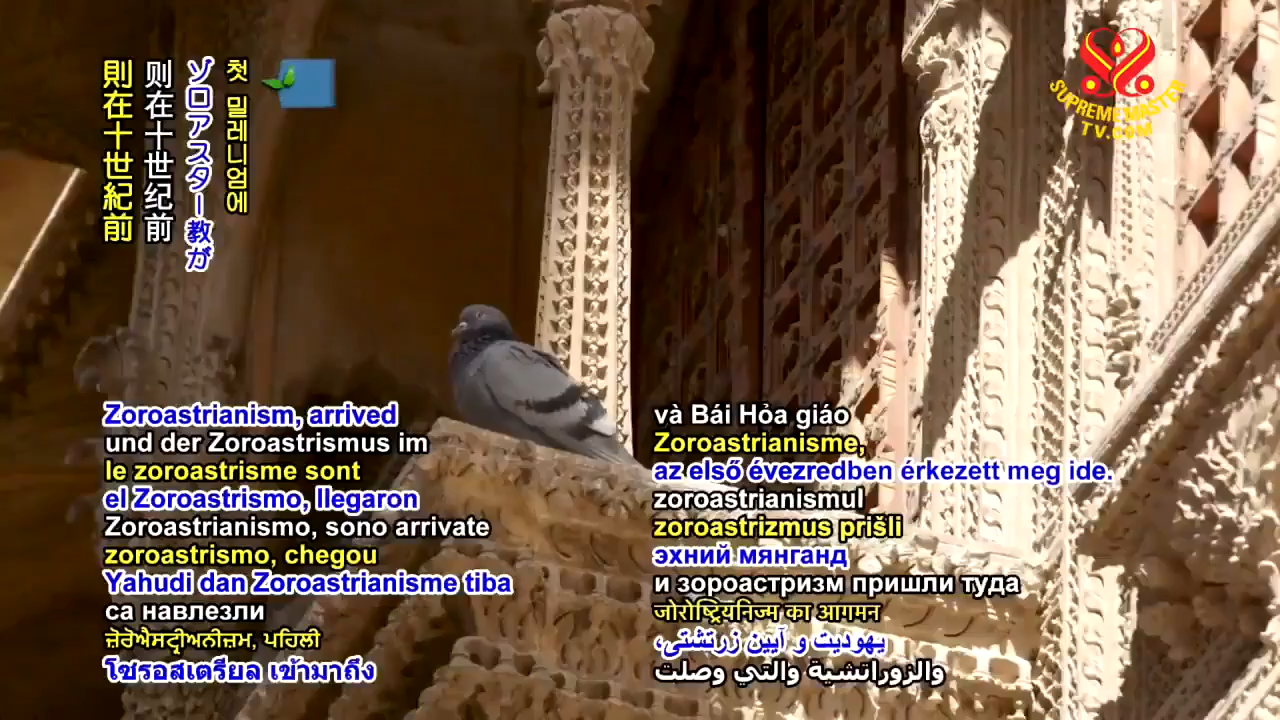 則在十世紀前
则在十世纪前
ゾロアスター教が
첫 밀레니엄에
SUPREME MASTER
TV.COM
Zoroastrianism, arrived
und der Zoroastrismus im
le zoroastrisme sont
el Zoroastrismo, llegaron
Zoroastrianismo, sono arrivate
zoroastrismo, chegou
Yahudi dan Zoroastrianisme tiba
са навлезли
ਜ਼ੋਰੋਐਸਟ੍ਰੀਅਨੀਜ਼ਮ, ਪਹਿਲੀ
โซรอสเตรียล เข้ามาถึง
và Bái Hỏa giáo
Zoroastrianisme,
az első évezredben érkezett meg ide.
zoroastrianismul
zoroastrizmus prišli
эхний мянганд
и зороастризм пришли туда
जोरोष्ट्रियनिज्म का आगमन
یهودیت و آیین زرتشتی،
والزوراتشية والتي وصلت